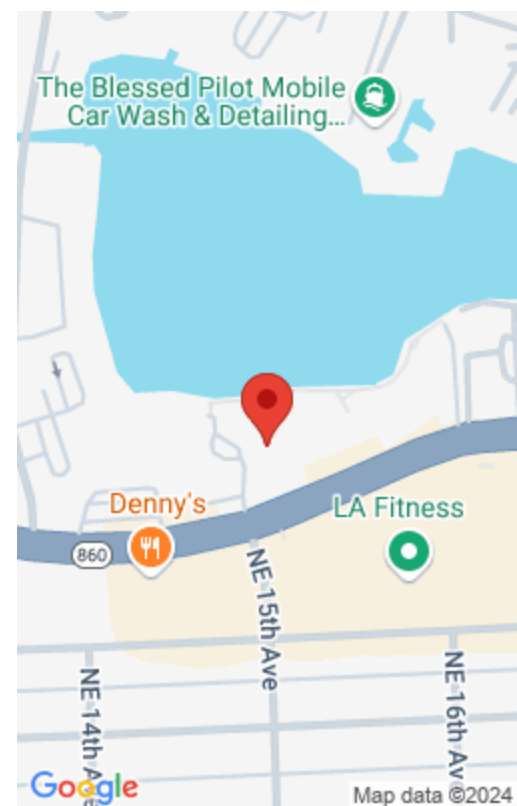 The Blessed Pilot Mobile
Car Wash & Detailing...
Denny's
LA Fitness
860
NE 15th Ave
NE 14th A
NE 16th Av
Google
Map data ©2024